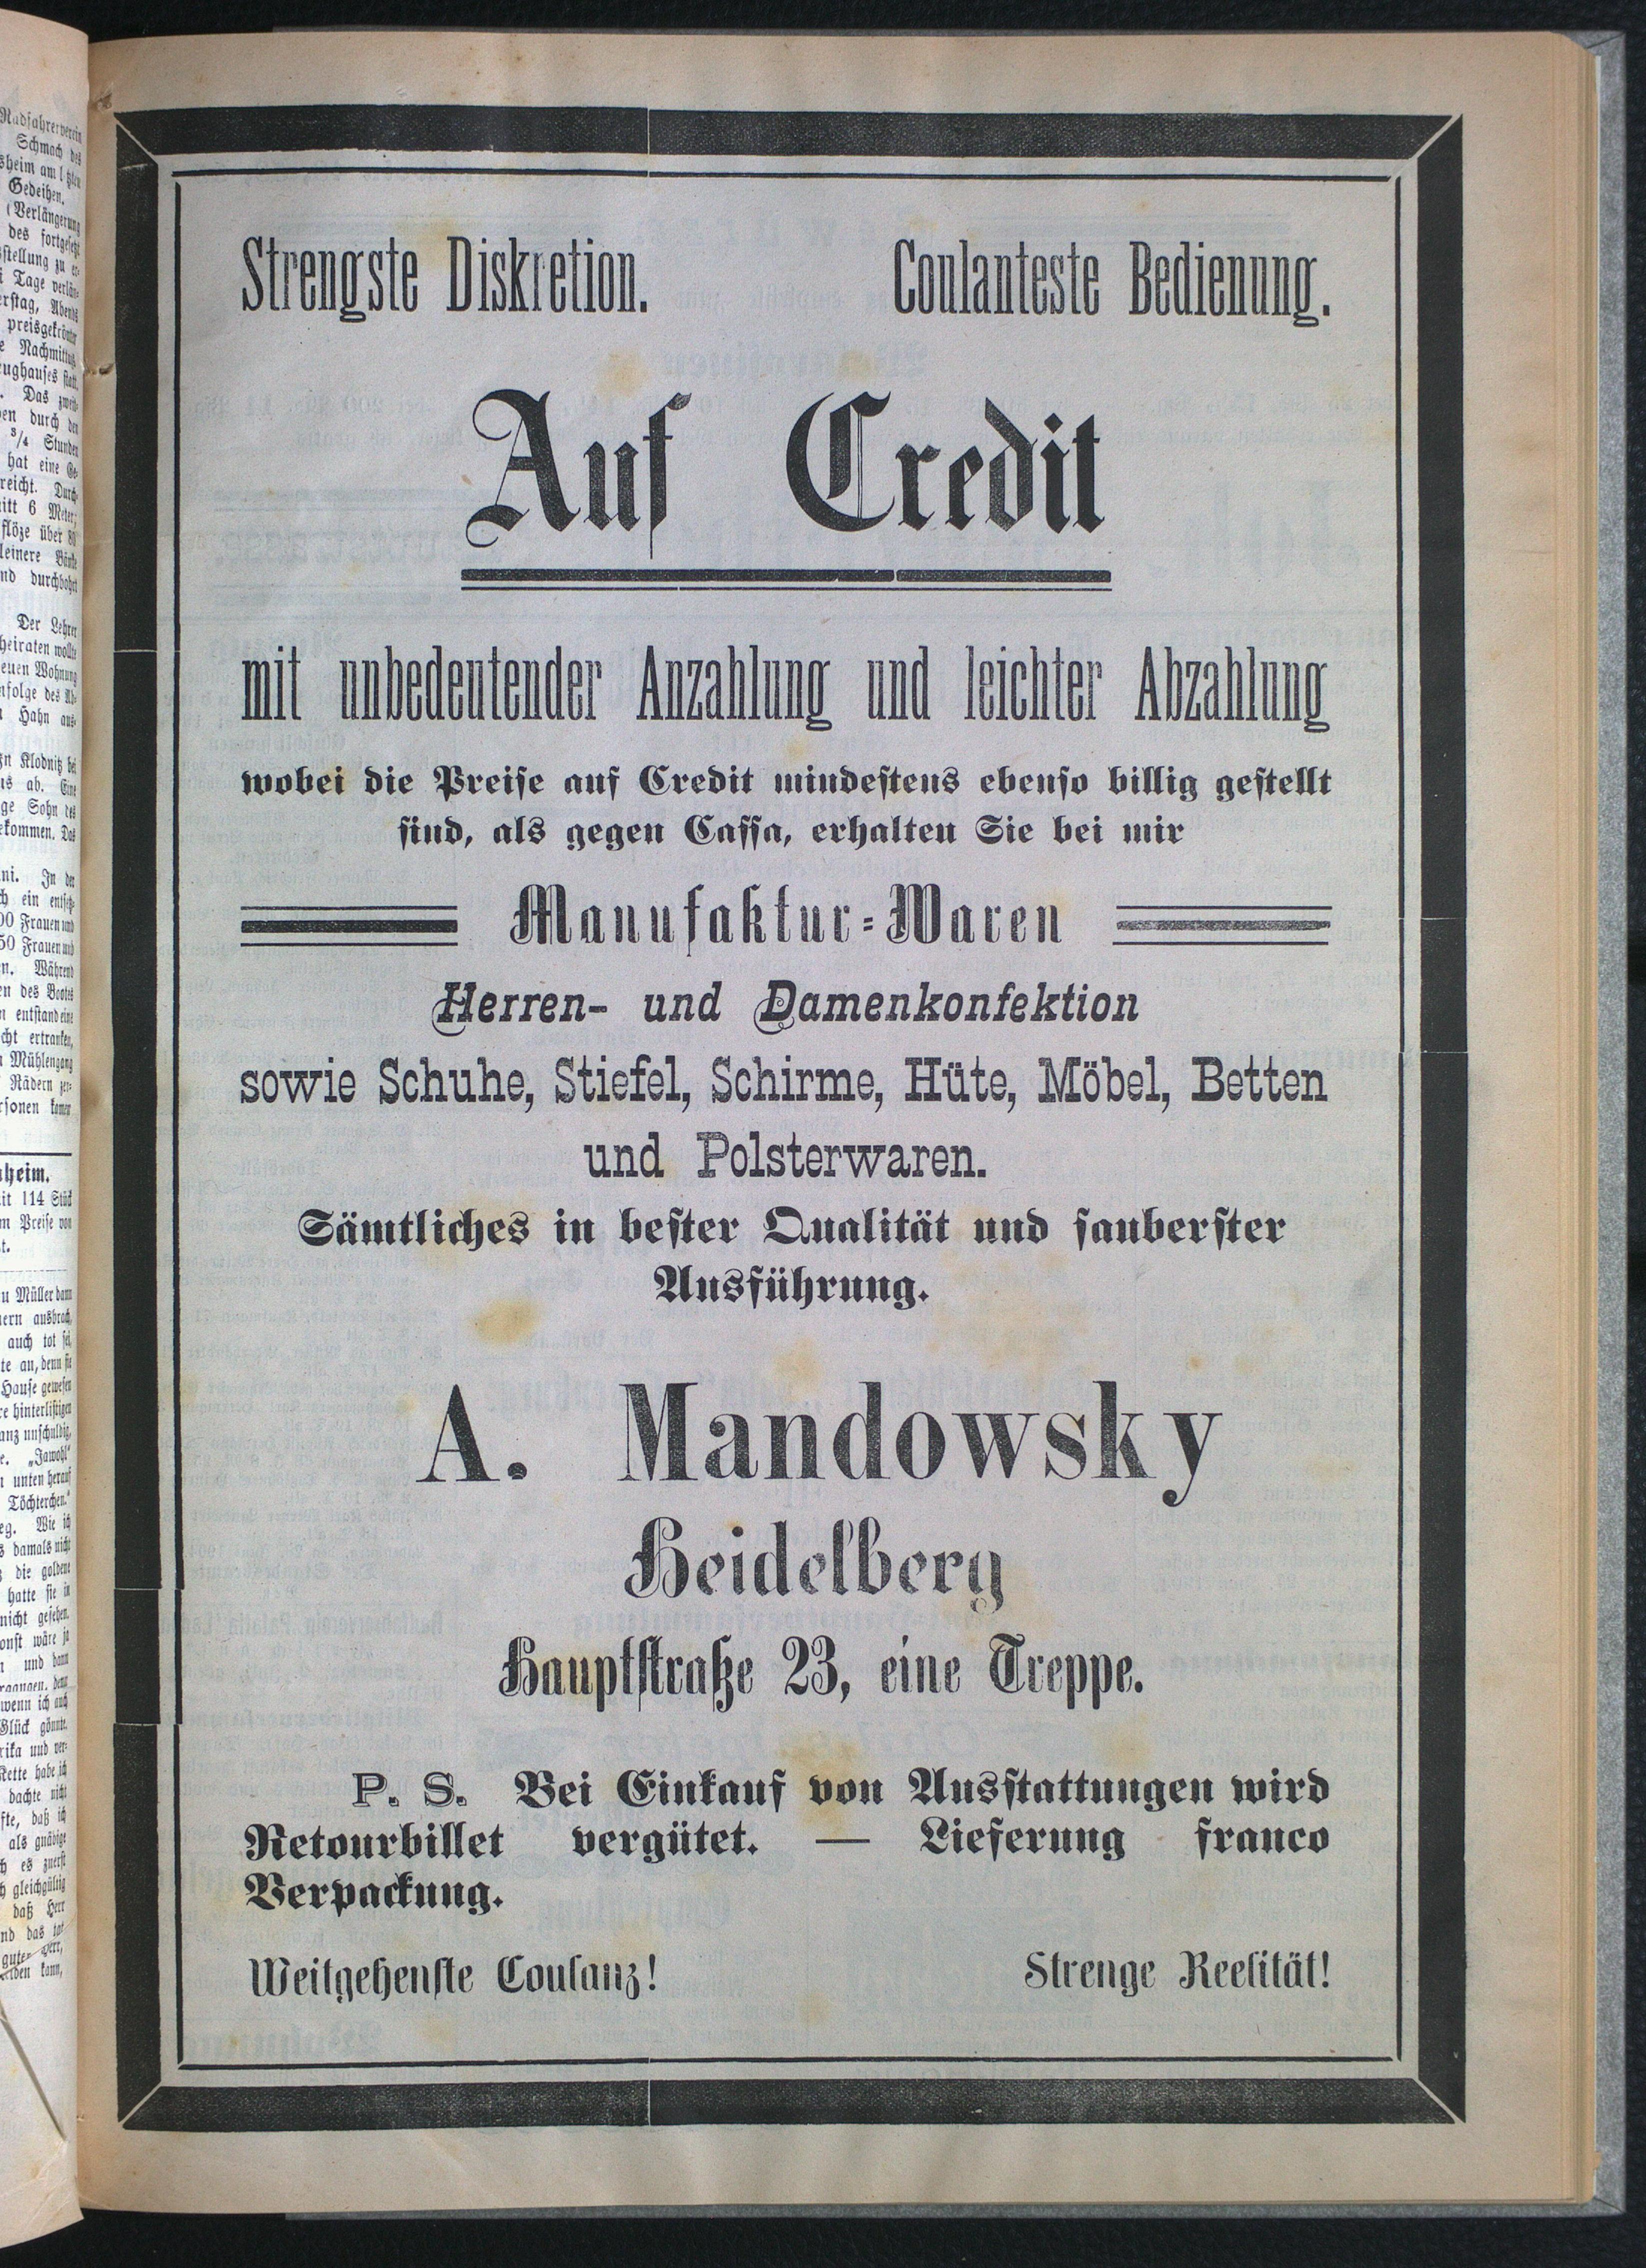 Strengste Diskretion. Coulanteste Bedienung.
Auf Credit
mit unbedeutender Anzahlung und leichter Abzahlung
wobei die Preise auf Credit mindestens ebenso billig gestellt
sind, als gegen Cassa, erhalten Sie bei mir
Manufaktur-Waren
Herren- und Damenkonfektion
sowie Schuhe, Stiefel, Schirme, Hüte, Möbel, Betten
und Polsterwaren.
Sämtliches in bester Qualität und sauberster
Ausführung.
A. Mandowsky
Heidelberg
Hauptstraße 23, eine Treppe.
P. S. Bei Einkauf von Ausstattungen wird
Retourbillet vergütet. — Lieferung franco
Verpackung.
Weitgehenste Coulanz! Strenge Reelität!